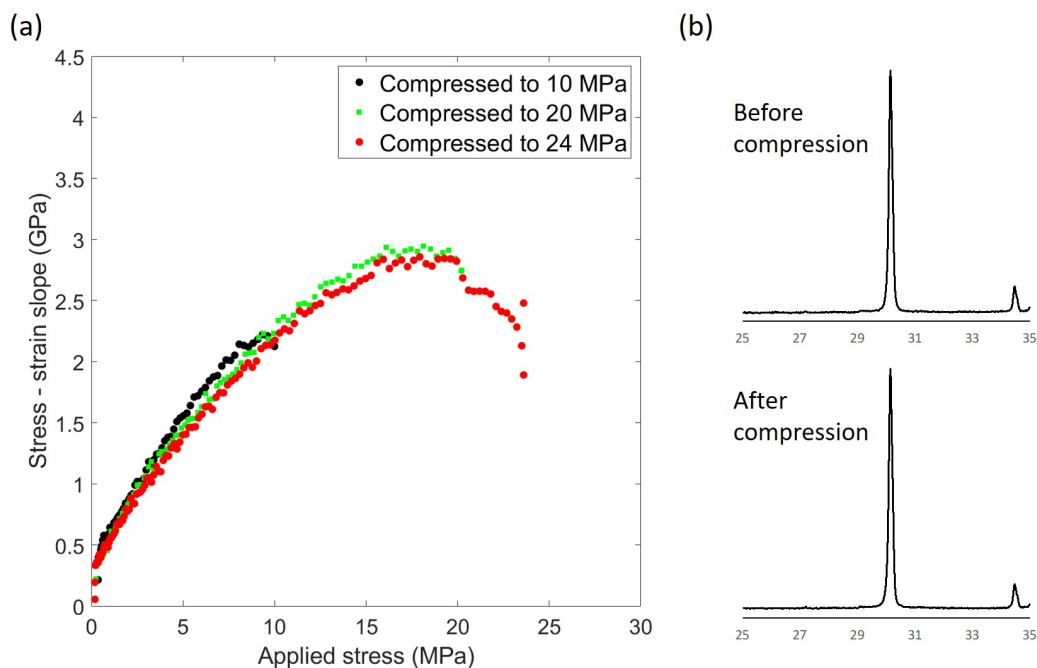 (a)
4.5
4
3.5
3
2.5
2
1.5
1
0.5
0
Stress - strain slope (GPa)
Compressed to 10 MPa
Compressed to 20 MPa
Compressed to 24 MPa
0 5 10 15 20 25 30
Applied stress (MPa)
(b)
Before
compression
25 27 29 31 33 35
After
compression
25 27 29 31 33 35